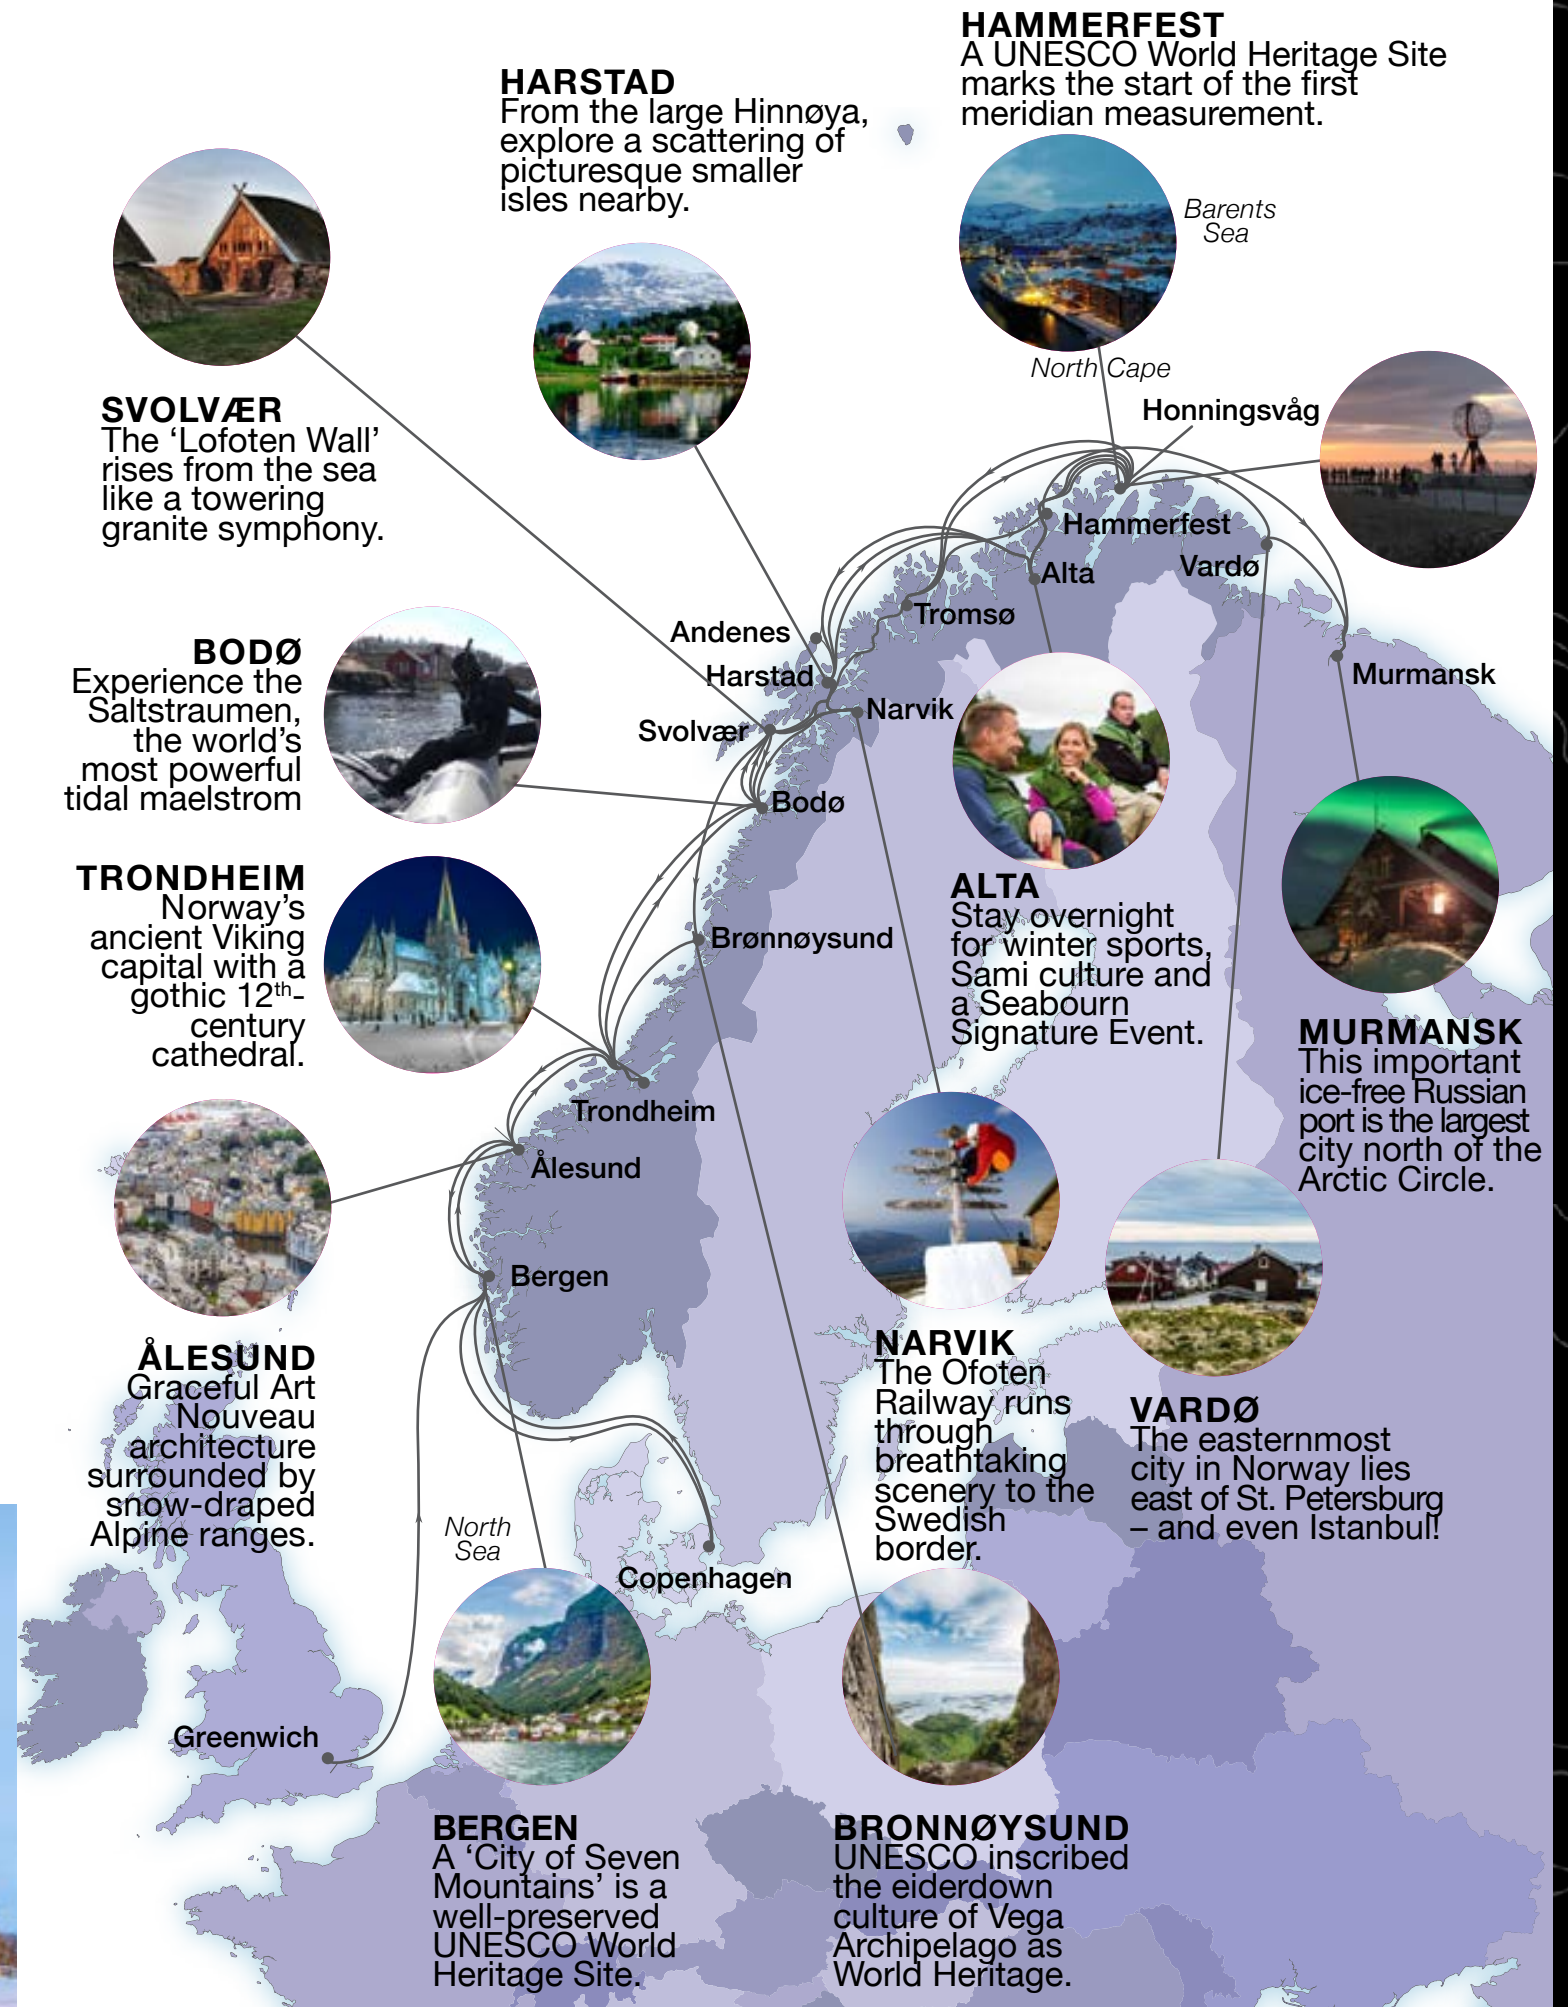 HAMMERFEST
A UNESCO World Heritage Site
marks the start of the first
meridian measurement.
HARSTAD
From the large Hinnøya,
explore a scattering of
picturesque smaller
isles nearby.
Barents
Sea
North Cape
Honningsvåg
SVOLVÆR
The ‘Lofoten Wall’
rises from the sea
like a towering
granite symphony.
Hammerfest
Vardø
Alta
Tromsø
Andenes
Harstad
Murmansk
Narvik
Svolvær
Bodø
BODØ
Experience the
Saltstraumen,
the world’s
most powerful
tidal maelstrom
TRONDHEIM
Norway’s
ancient Viking
capital with a
gothic 12th-
century
cathedral.
ALTA
Stay overnight
for winter sports,
Sami culture and
a Seabourn
Signature Event.
Brønnøysund
MURMANSK
This important
ice-free Russian
port is the largest
city north of the
Arctic Circle.
Trondheim
Ålesund
Bergen
ÅLESUND
Graceful Art
Nouveau
architecture
surrounded by
snow-draped
Alpine ranges.
NARVIK
The Ofoten
Railway runs
through
breathtaking
scenery to the
Swedish
border.
VARDØ
The easternmost
city in Norway lies
east of St. Petersburg
– and even Istanbul!
North
Sea
Copenhagen
Greenwich
BERGEN
A ‘City of Seven
Mountains’ is a
well-preserved
UNESCO World
Heritage Site.
BRONNØYSUND
UNESCO inscribed
the eiderdown
culture of Vega
Archipelago as
World Heritage.